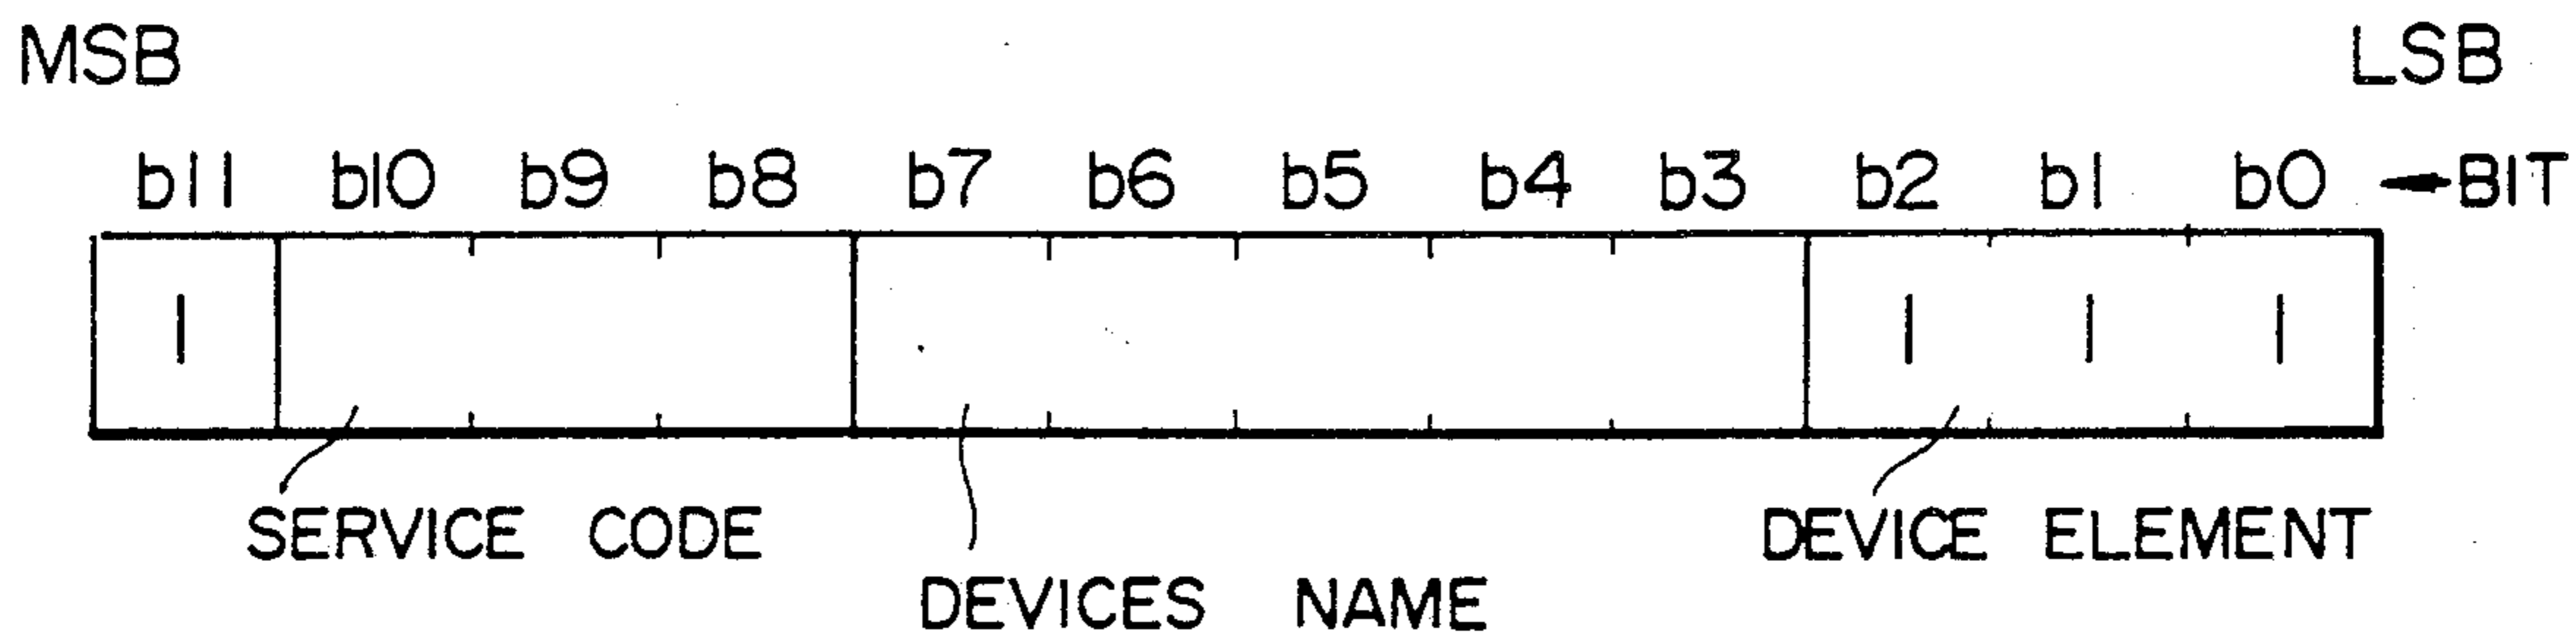 MSB LSB
b11 b10 b9 b8 b7 b6 b5 b4 b3 b2 b1 b0 ◄BIT
1 1 1 1
SERVICE CODE DEVICE ELEMENT
DEVICES NAME